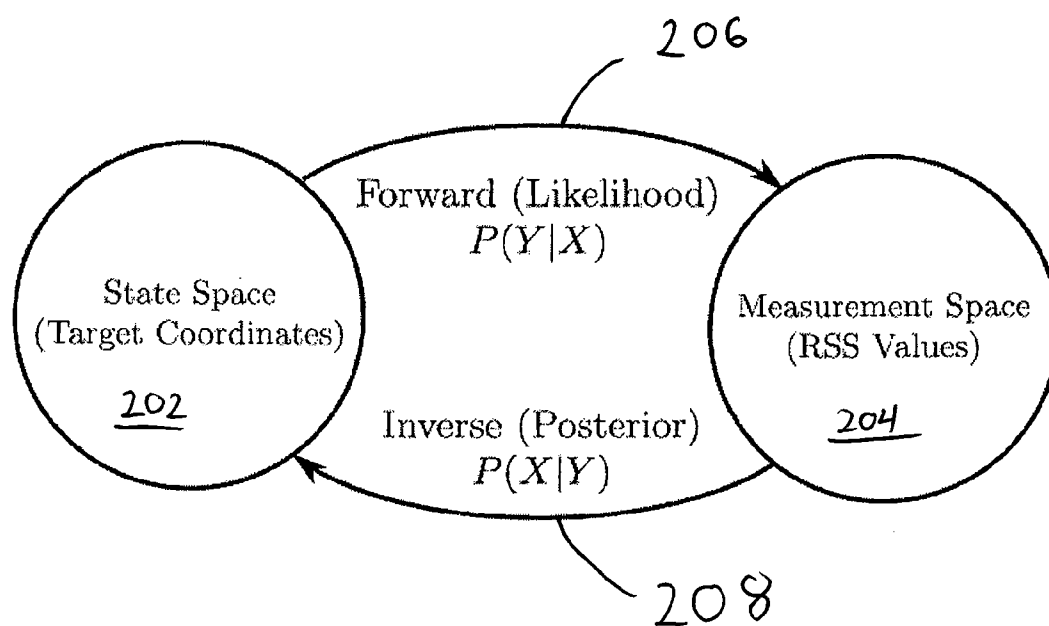 206
Forward (Likelihood)
P(Y|X)
State Space
(Target Coordinates)
202
Measurement Space
(RSS Values)
204
Inverse (Posterior)
P(X|Y)
208